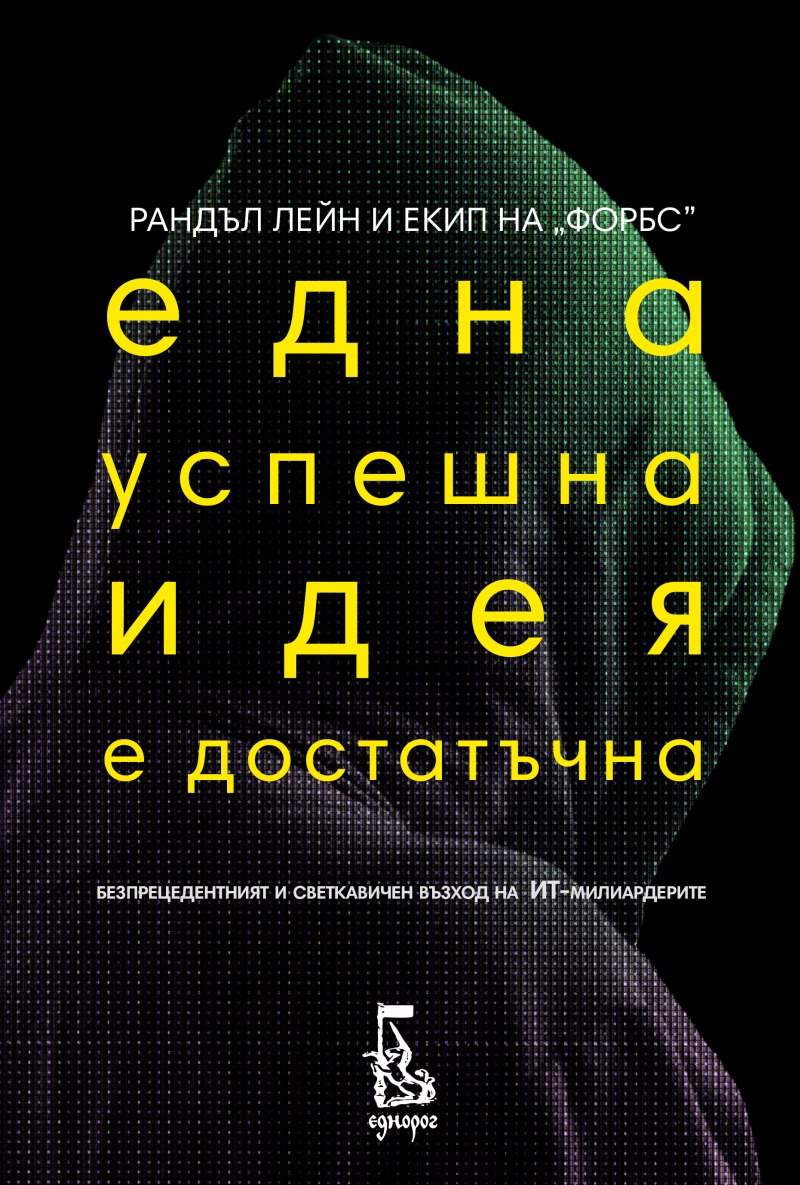 РАНДЪЛ ЛЕЙН И ЕКИП НА „ФОРБС”
една
успешна
идея
е достатъчна
БЕЗПРЕЦЕДЕНТНИЯТ И СВЕТКАВИЧЕН ВЪЗХОД НА ИТ-МИЛИАРДЕРИТЕ
Еднорог